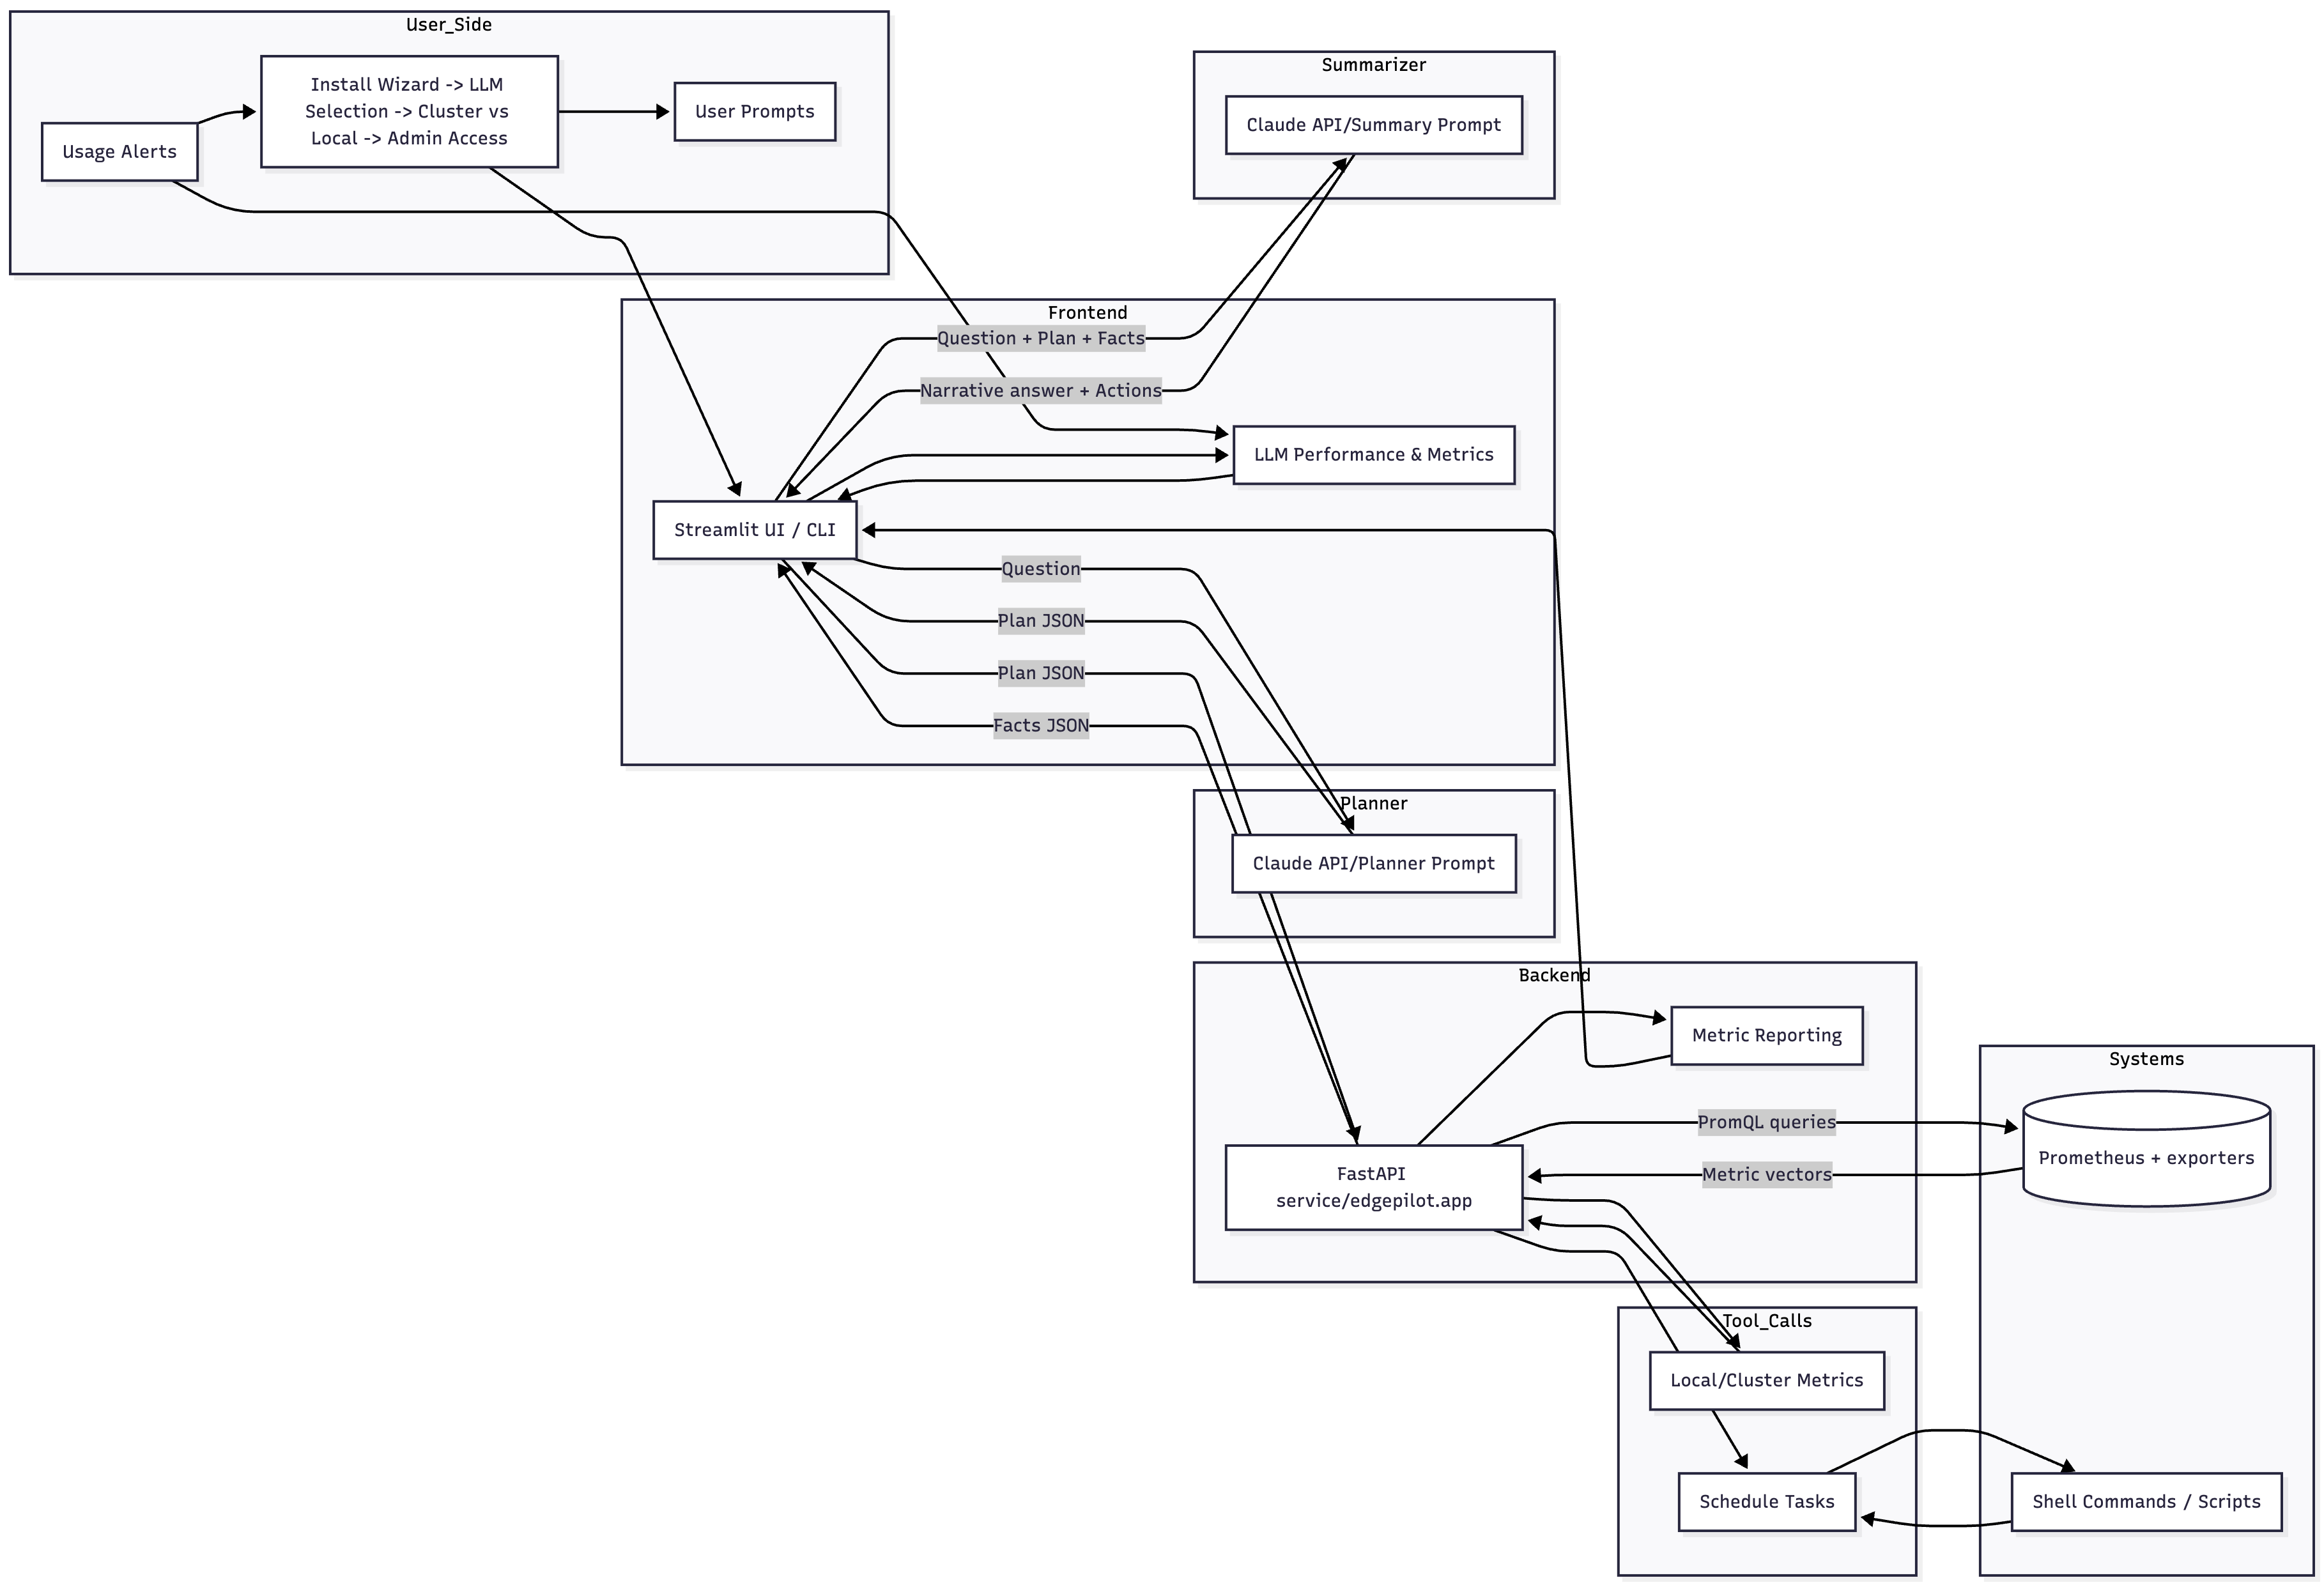 User_Side
Install Wizard -> LLM
Selection -> Cluster vs
Local -> Admin Access
User Prompts
Usage Alerts
Summarizer
Claude API/Summary Prompt
Frontend
Question + Plan + Facts
Narrative answer + Actions
LLM Performance & Metrics
Streamlit UI / CLI
Question
Plan JSON
Plan JSON
Facts JSON
Planner
Claude API/Planner Prompt
Backend
Metric Reporting
PromQL queries
Metric vectors
FastAPI
service/edgepilot.app
Systems
Prometheus + exporters
Tool_Calls
Local/Cluster Metrics
Schedule Tasks
Shell Commands / Scripts